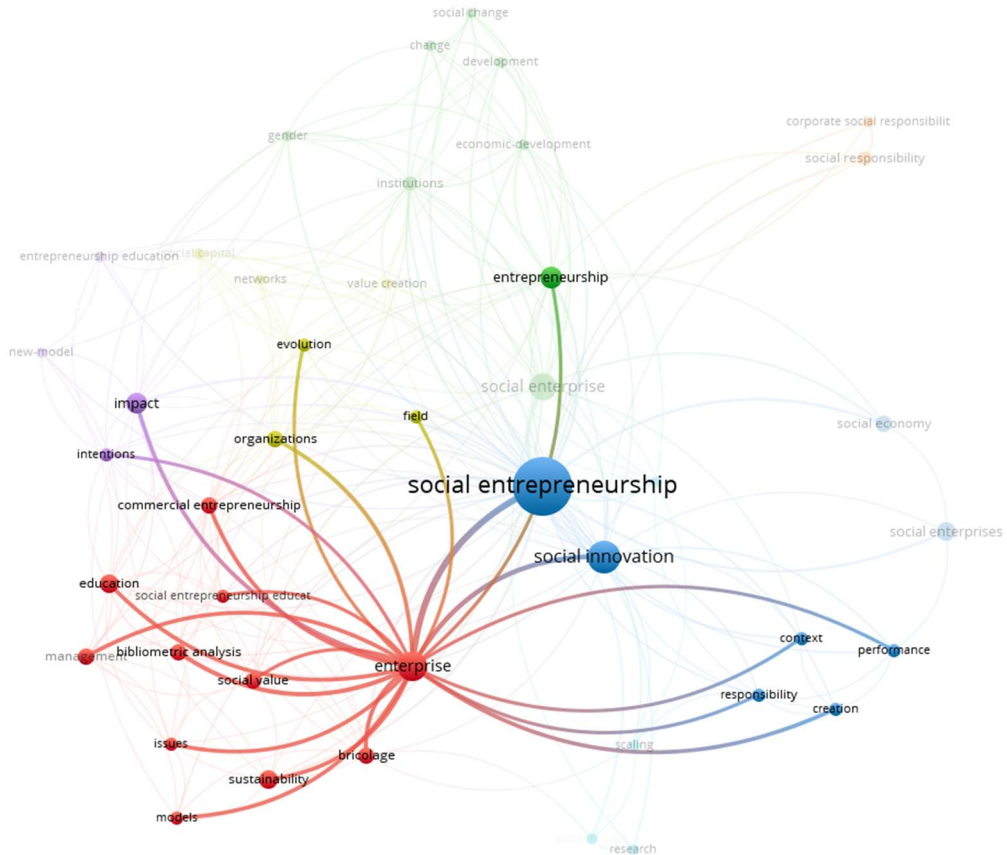 social change
change
development
corporate social responsibilit
gender
economic-development
social responsibility
institutions
entrepreneurship education
social capital
networks
value creation
entrepreneurship
evolution
new-model
social enterprise
impact
field
social economy
organizations
intentions
social entrepreneurship
commercial entrepreneurship
social enterprises
social innovation
education
social entrepreneurship educat
context
bibliometric analysis
performance
management
enterprise
social value
responsibility
creation
issues
scaling
bricolage
sustainability
models
research